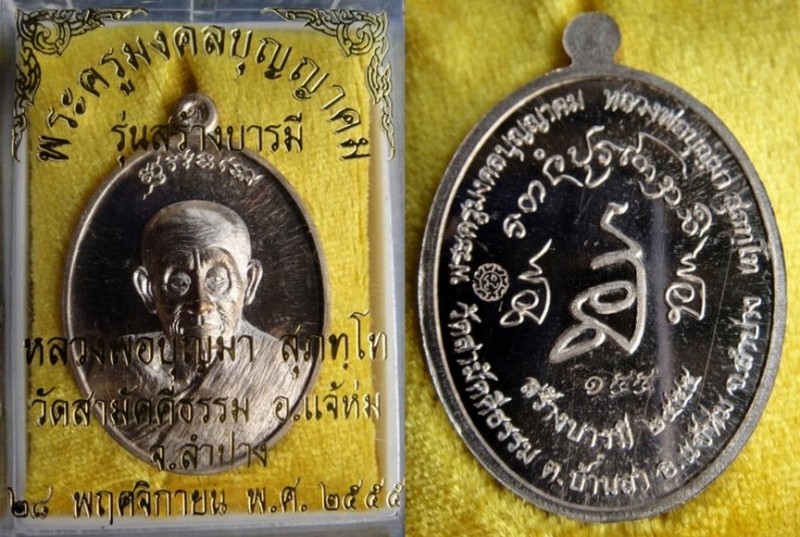 พระครูมงคลบุญญาคม
รุ่นสร้างบารมี
หลวงพ่อบุญมา สุภทฺโท
วัดสามัคคีธรรม อ.แจ้ห่ม
จ.ลำปาง
๒๘ พฤศจิกายน พ.ศ. ๒๕๕๕
พระครูมงคลบุญญาคม หลวงพ่อบุญมา สุภทฺโท
๑๕๕
สร้างบารมี ๒๕๕๕
วัดสามัคคีธรรม ต.บ้านสา อ.แจ้ห่ม จ.ลำปาง